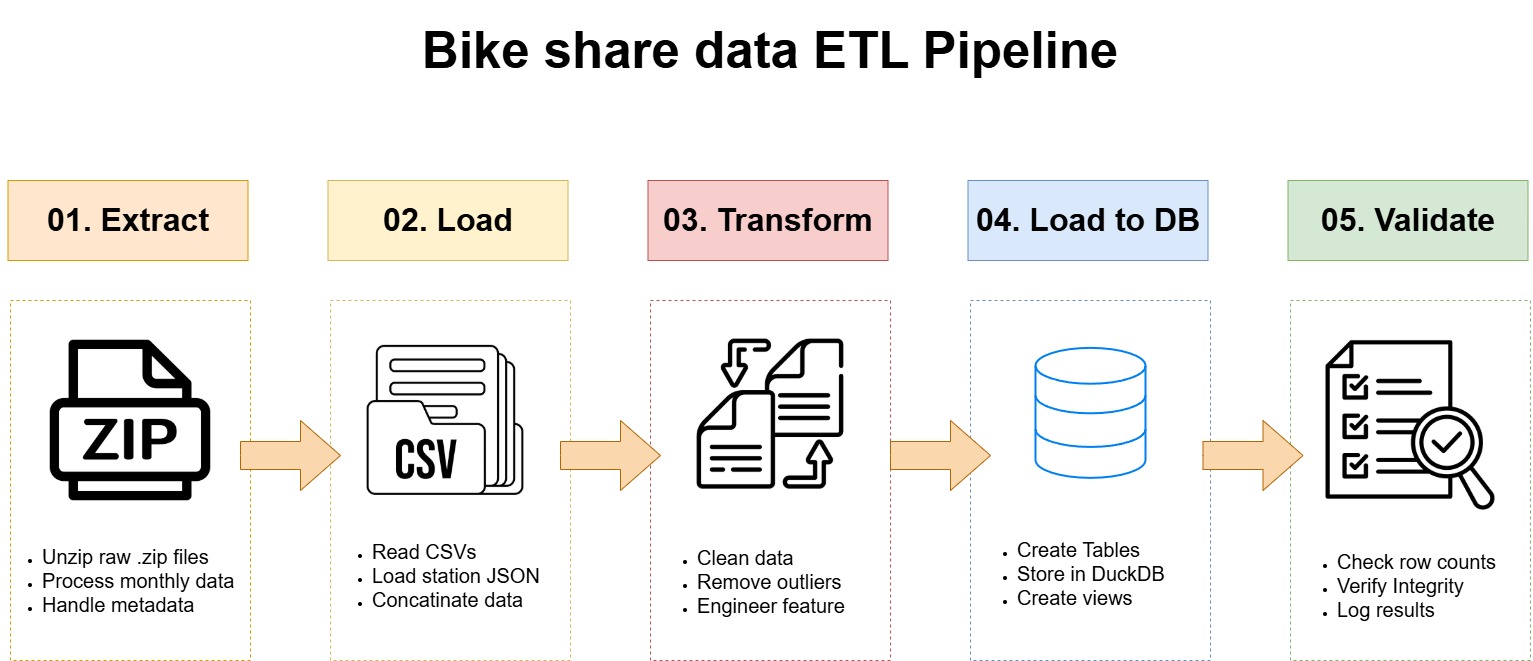 Bike share data ETL Pipeline
01. Extract
02. Load
03. Transform
04. Load to DB
05. Validate
ZIP
CSV
• Unzip raw .zip files
• Process monthly data
• Handle metadata
• Read CSVs
• Load station JSON
• Concatinate data
• Clean data
• Remove outliers
• Engineer feature
• Create Tables
• Store in DuckDB
• Create views
• Check row counts
• Verify Integrity
• Log results